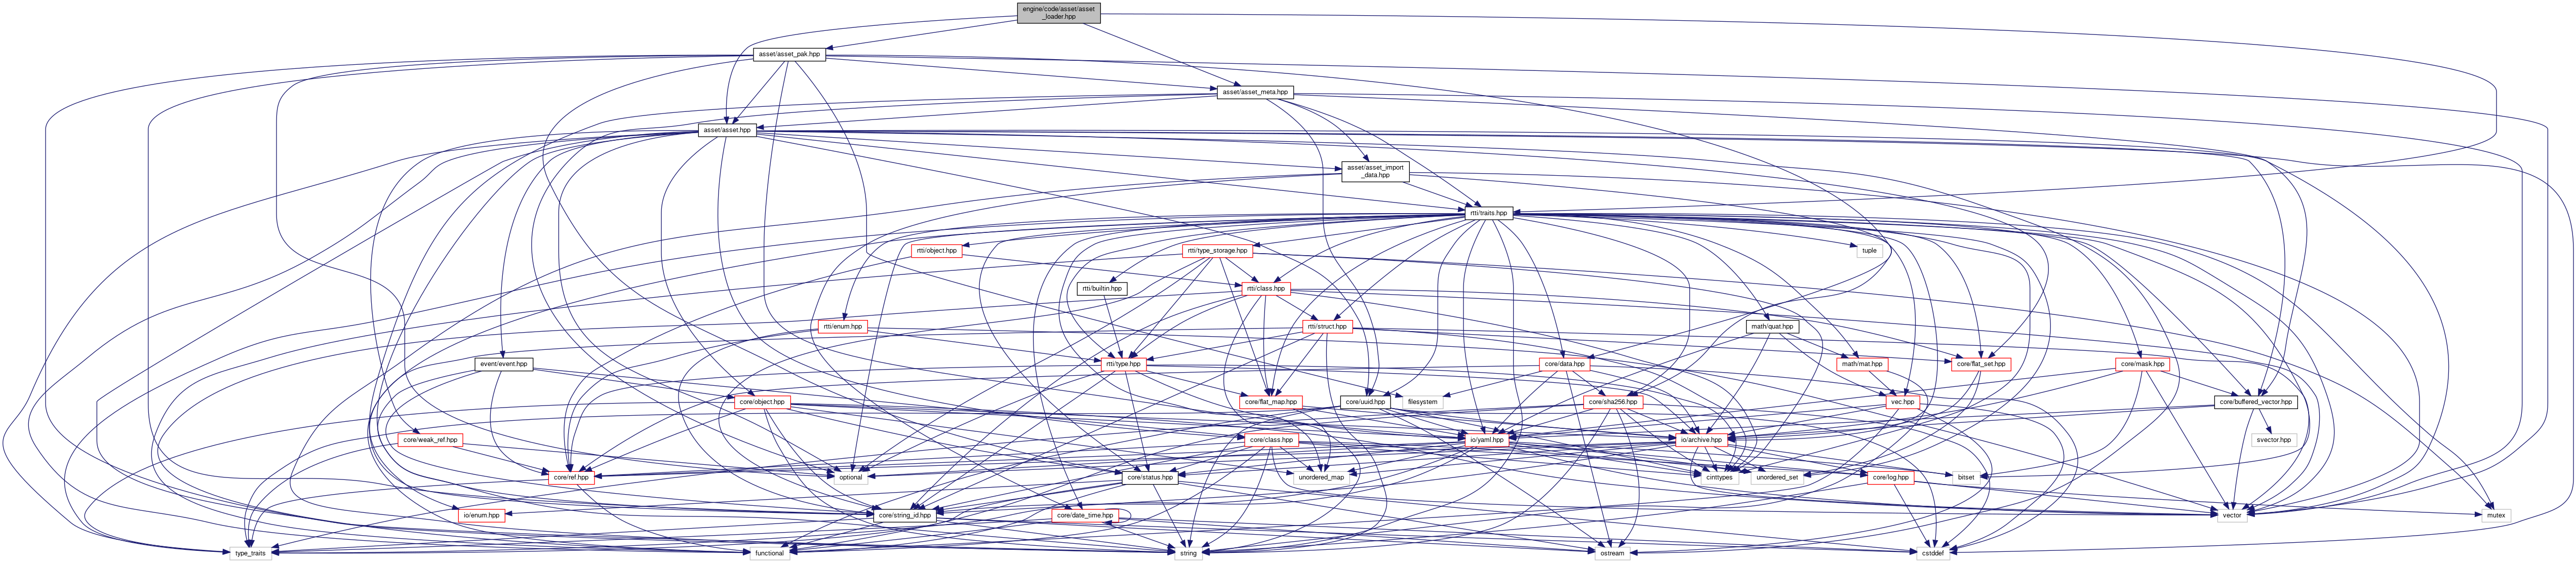 engine/code/asset/asset
_loader.hpp
asset/asset_pak.hpp
asset/asset_meta.hpp
asset/asset.hpp
asset/asset_import
_data.hpp
rtti/traits.hpp
rtti/object.hpp
rtti/type_storage.hpp
tuple
rtti/builtin.hpp
rtti/class.hpp
rtti/enum.hpp
rtti/struct.hpp
math/quat.hpp
event/event.hpp
rtti/type.hpp
core/data.hpp
math/mat.hpp
core/flat_set.hpp
core/mask.hpp
core/object.hpp
core/flat_map.hpp
filesystem
core/uuid.hpp
core/sha256.hpp
vec.hpp
core/buffered_vector.hpp
core/weak_ref.hpp
core/class.hpp
io/yaml.hpp
io/archive.hpp
svector.hpp
core/ref.hpp
optional
core/status.hpp
unordered_map
cinttypes
unordered_set
core/log.hpp
bitset
io/enum.hpp
core/string_id.hpp
core/date_time.hpp
vector
mutex
type_traits
functional
string
ostream
cstddef